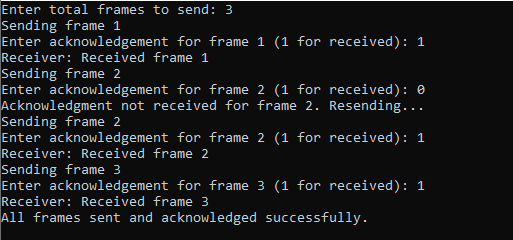 Enter total frames to send: 3
Sending frame 1
Enter acknowledgement for frame 1 (1 for received): 1
Receiver: Received frame 1
Sending frame 2
Enter acknowledgement for frame 2 (1 for received): 0
Acknowledgment not received for frame 2. Resending...
Sending frame 2
Enter acknowledgement for frame 2 (1 for received): 1
Receiver: Received frame 2
Sending frame 3
Enter acknowledgement for frame 3 (1 for received): 1
Receiver: Received frame 3
All frames sent and acknowledged successfully.